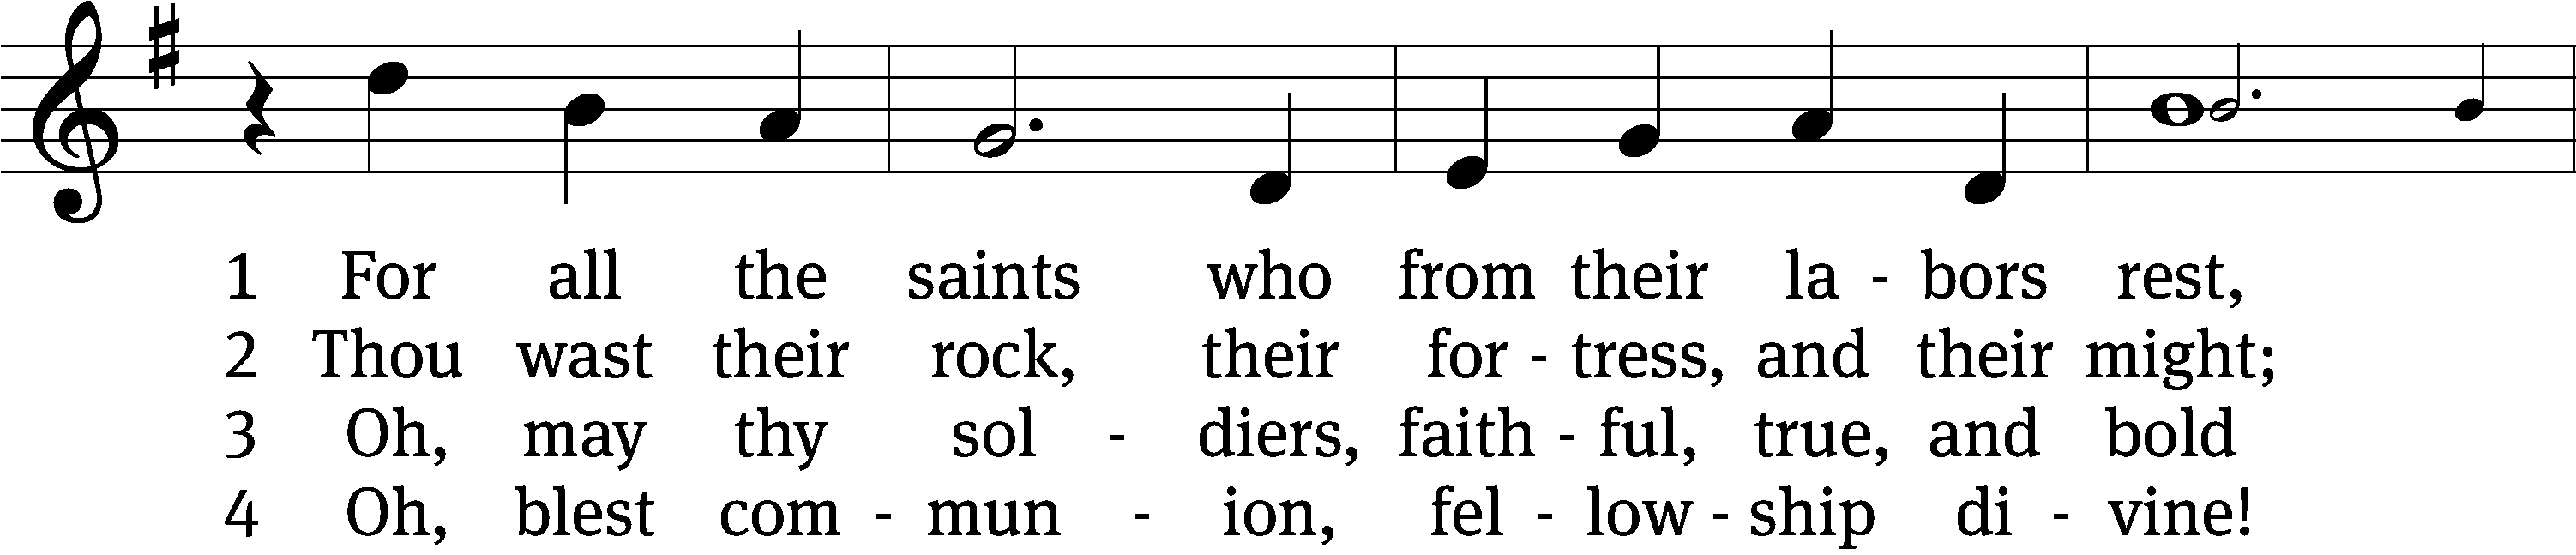 1 For all the saints who from their la - bors rest,
2 Thou wast their rock, their for - tress, and their might;
3 Oh, may thy sol - diers, faith - ful, true, and bold
4 Oh, blest com - mun - ion, fel - low - ship di - vine!